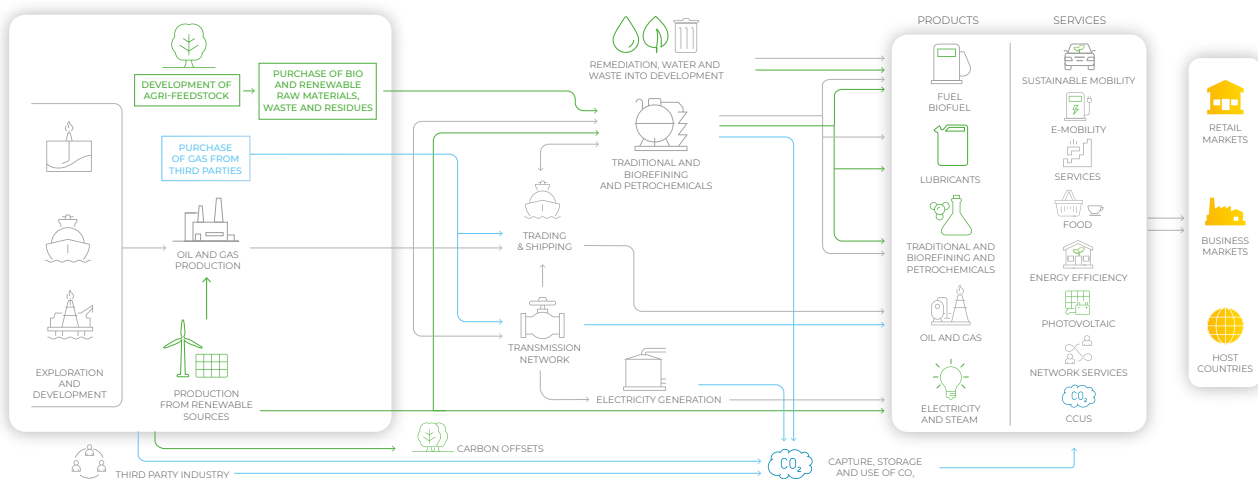 PRODUCTS
SERVICES
DEVELOPMENT OF
AGRI-FEEDSTOCK
PURCHASE OF BIO
AND RENEWABLE
RAW MATERIALS,
WASTE AND RESIDUES
PURCHASE
OF GAS FROM
THIRD PARTIES
OIL AND GAS
PRODUCTION
EXPLORATION
AND
DEVELOPMENT
PRODUCTION
FROM RENEWABLE
SOURCES
THIRD PARTY INDUSTRY
CARBON OFFSETS
REMEDIATION, WATER AND
WASTE INTO DEVELOPMENT
TRADITIONAL AND
BIOREFINING
AND PETROCHEMICALS
TRADING
& SHIPPING
TRANSMISSION
NETWORK
ELECTRICITY GENERATION
CO2
CAPTURE, STORAGE
AND USE OF CO,
FUEL
BIOFUEL
LUBRICANTS
TRADITIONAL AND
BIOREFINING AND
PETROCHEMICALS
OIL AND GAS
ELECTRICITY
AND STEAM
SUSTAINABLE MOBILITY
E-MOBILITY
SERVICES
FOOD
ENERGY EFFICIENCY
PHOTOVOLTAIC
NETWORK SERVICES
CO2
CCUS
RETAIL
MARKETS
BUSINESS
MARKETS
HOST
COUNTRIES